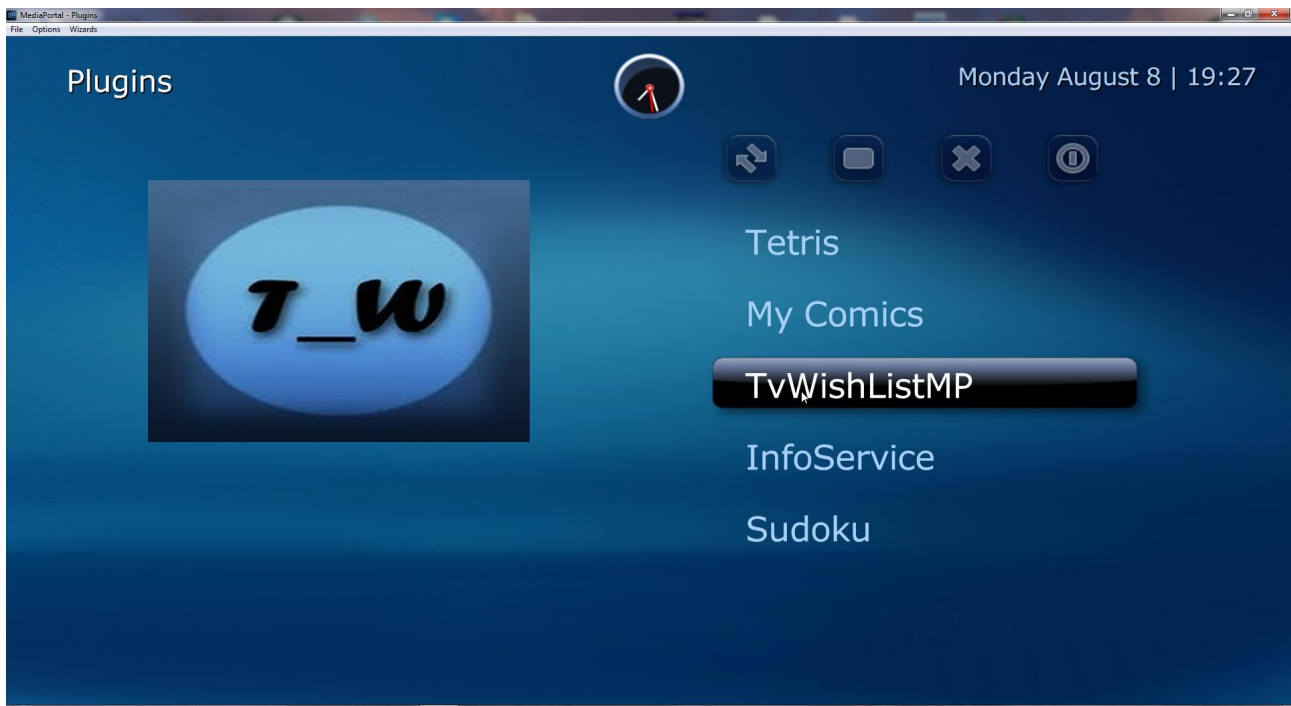 MediaPortal - Plugins
File Options Wizards
Plugins
Monday August 8 | 19:27
T_W
Tetris
My Comics
TvWishListMP
InfoService
Sudoku